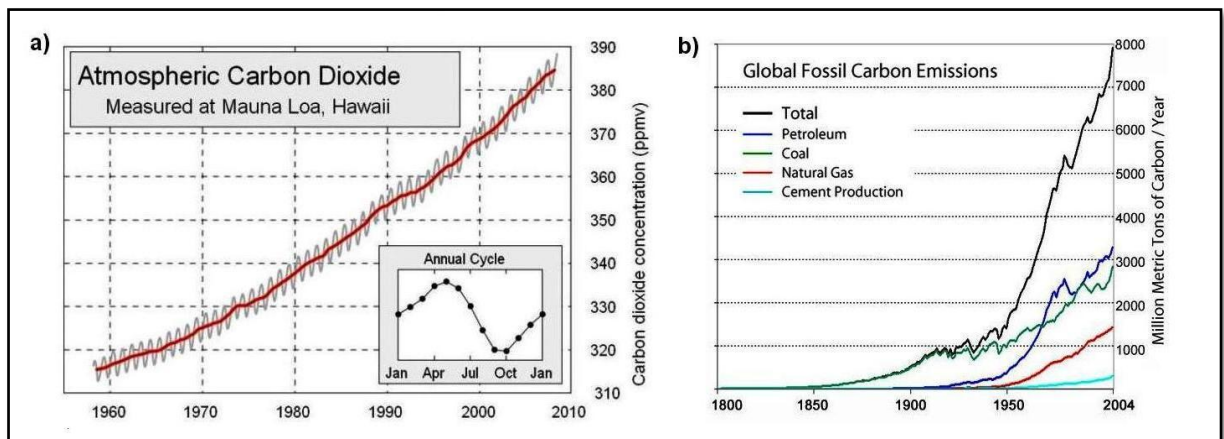 a)
Atmospheric Carbon Dioxide
Measured at Mauna Loa, Hawaii
390
380
370
360
350
340
330
320
310
Carbon dioxide concentration (ppmv)
Annual Cycle
Jan Apr Jul Oct Jan
1960 1970 1980 1990 2000 2010
b)
Global Fossil Carbon Emissions
Total
Petroleum
Coal
Natural Gas
Cement Production
8000
7000
6000
5000
4000
3000
2000
1000
Million Metric Tons of Carbon / Year
1800 1850 1900 1950 2004